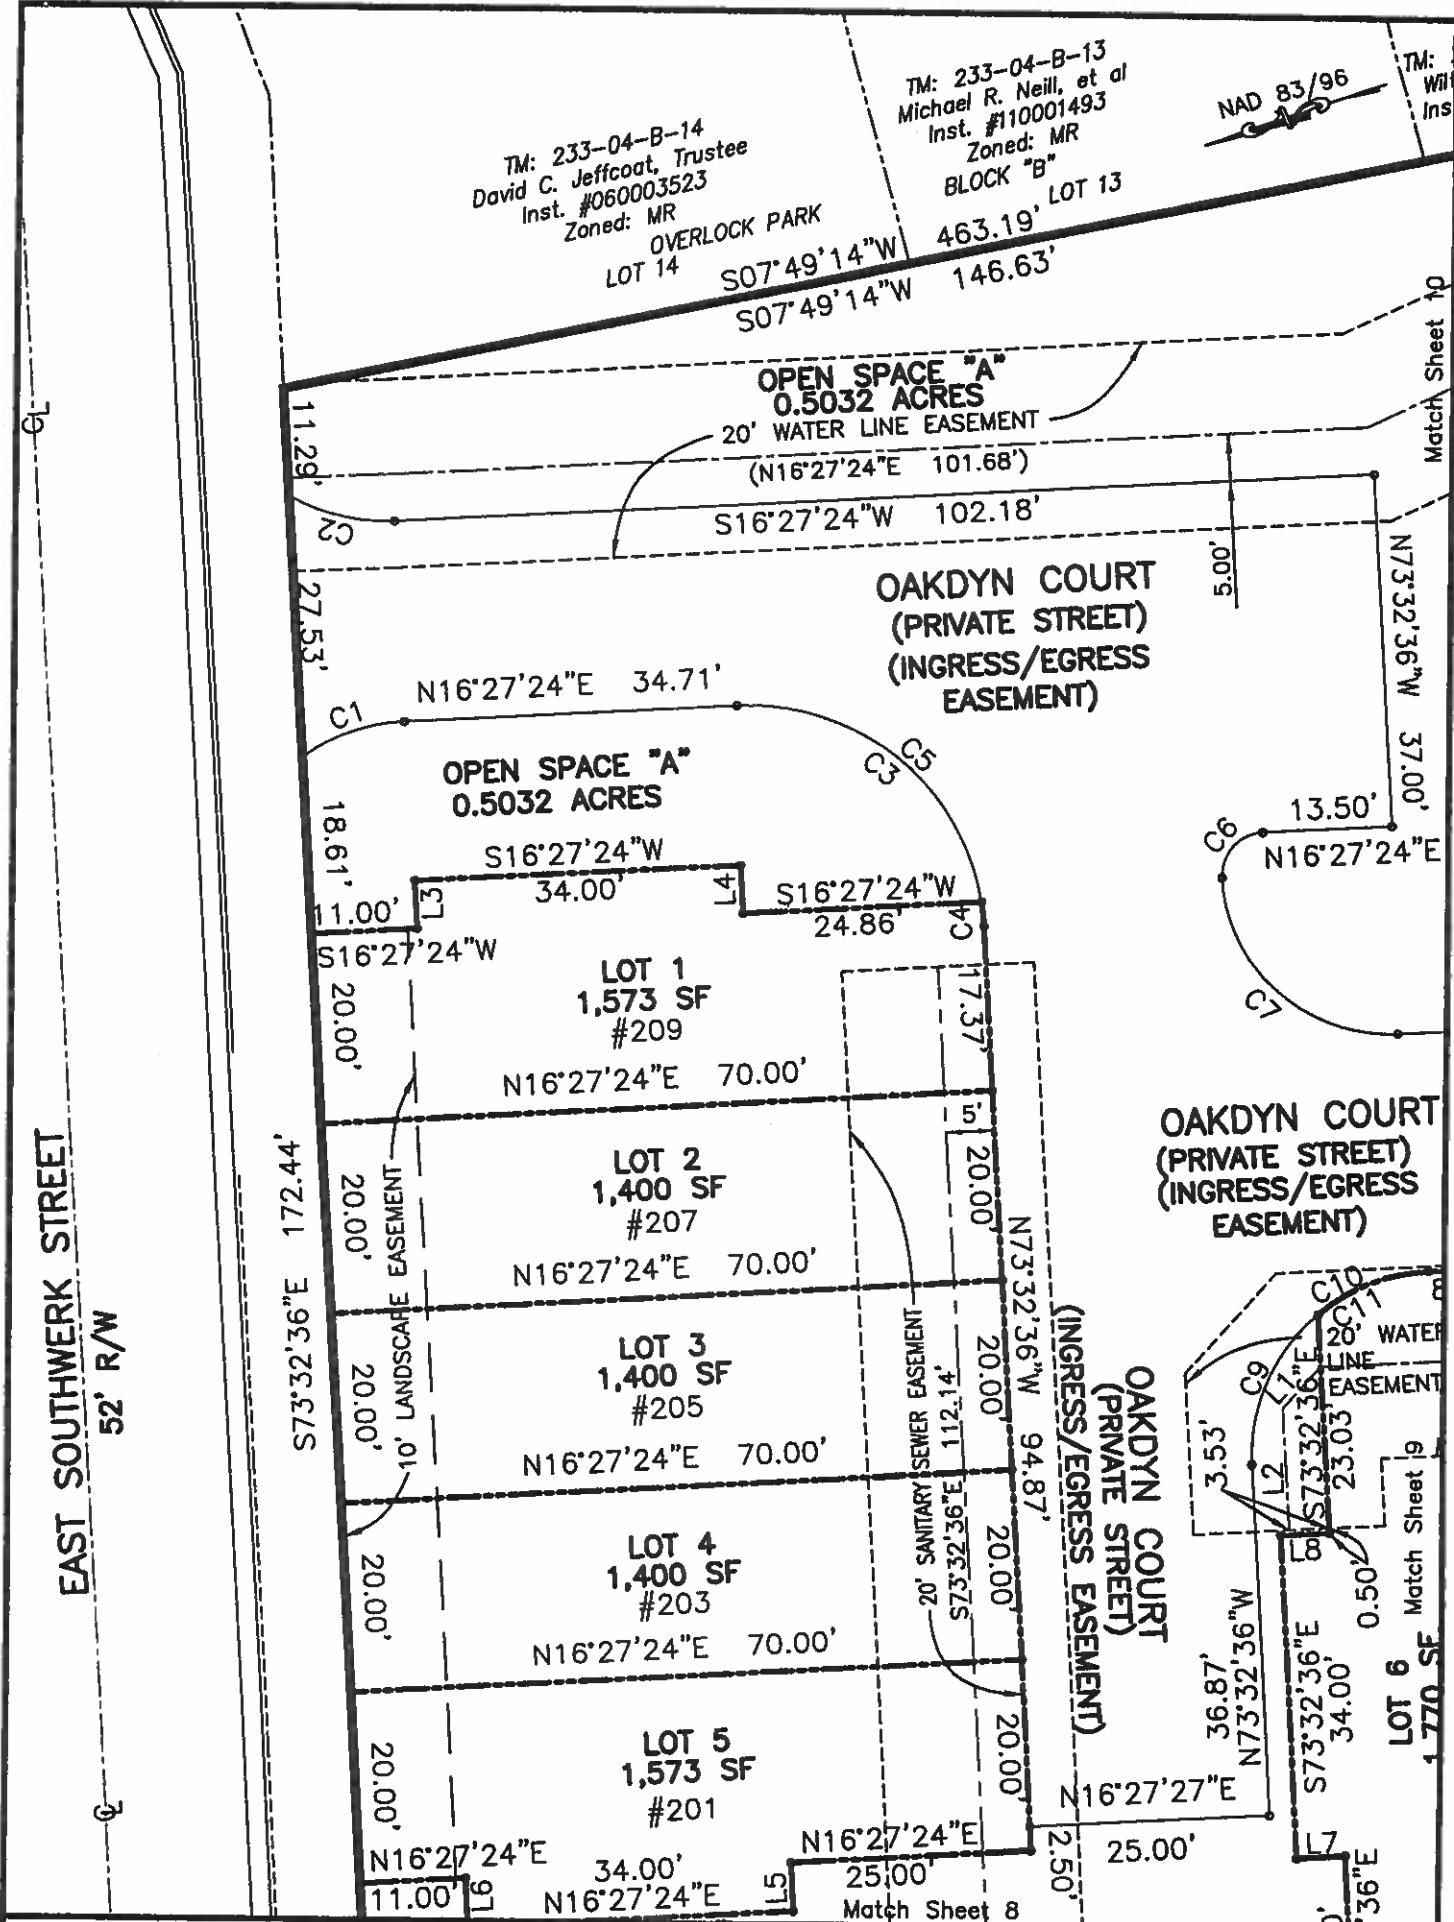 TM: 233-04-B-14
David C. Jeffcoat, Trustee
Inst. #060003523
Zoned: MR
OVERLOCK PARK
LOT 14
TM: 233-04-B-13
Michael R. Neill, et al
Inst. #110001493
Zoned: MR
BLOCK "B"
LOT 13
NAD 83/96
TM:
Ins
S07°49'14"W 463.19'
S07°49'14"W 146.63'
Match Sheet 10
OPEN SPACE "A"
0.5032 ACRES
20' WATER LINE EASEMENT
(N16°27'24"E 101.68')
S16°27'24"W 102.18'
11.29'
C2
5.00'
27.53'
OAKDYN COURT
(PRIVATE STREET)
(INGRESS/EGRESS
EASEMENT)
N73°32'36"W 37.00'
N16°27'24"E 34.71'
C1
C5
C3
OPEN SPACE "A"
0.5032 ACRES
18.61'
13.50'
N16°27'24"E
C6
C7
S16°27'24"W
34.00'
L3
L4
11.00'
S16°27'24"W
S16°27'24"W
24.86'
C4
LOT 1
1,573 SF
#209
20.00'
17.37'
N16°27'24"E 70.00'
5'
LOT 2
1,400 SF
#207
20.00'
20.00'
N16°27'24"E 70.00'
LOT 3
1,400 SF
#205
20.00'
20.00'
N16°27'24"E 70.00'
LOT 4
1,400 SF
#203
20.00'
20.00'
N16°27'24"E 70.00'
LOT 5
1,573 SF
#201
20.00'
20.00'
N16°27'24"E
11.00'
L6
34.00'
N16°27'24"E
L5
N16°27'24"E
25.00'
Match Sheet 8
2.50'
N16°27'27"E
25.00'
CL
EAST SOUTHWERK STREET
52' R/W
CL
S73°32'36"E 172.44'
10' LANDSCAPE EASEMENT
20' SANITARY SEWER EASEMENT
S73°32'36"E 112.14'
N73°32'36"W 94.87'
OAKDYN COURT
(PRIVATE STREET)
(INGRESS/EGRESS EASEMENT)
OAKDYN COURT
(PRIVATE STREET)
(INGRESS/EGRESS
EASEMENT)
C10
C11
C9
L1
20' WATER
LINE
EASEMENT
S73°32'36"E
23.03'
L2
3.53'
L8
0.50'
Match Sheet 9
36.87'
N73°32'36"W
S73°32'36"E
34.00'
LOT 6
1,770 SF
L7
36"E